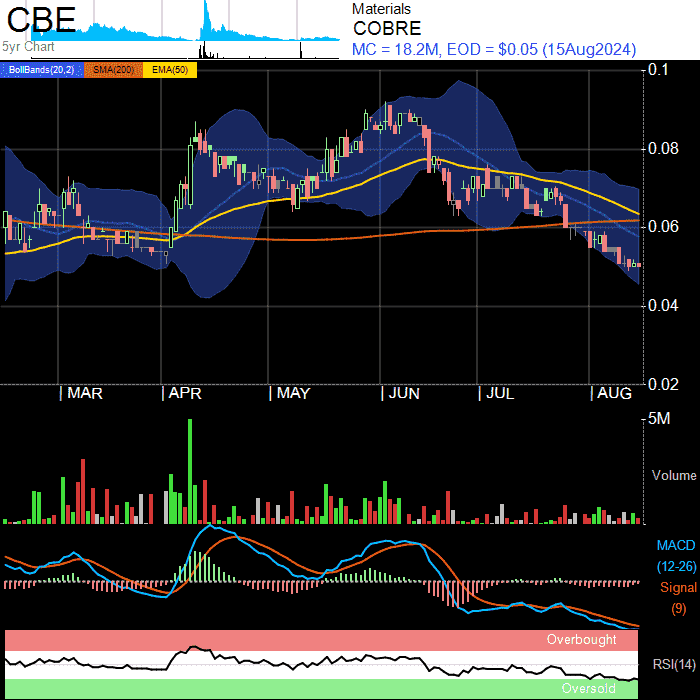 CBE
5yr Chart
Materials
COBRE
MC = 18.2M, EOD = $0.05 (15Aug2024)
BollBands(20,2) SMA(200) EMA(50)
0.1
0.08
0.06
0.04
0.02
MAR APR MAY JUN JUL AUG
5M
Volume
MACD
(12-26)
Signal
(9)
Overbought
RSI(14)
Oversold